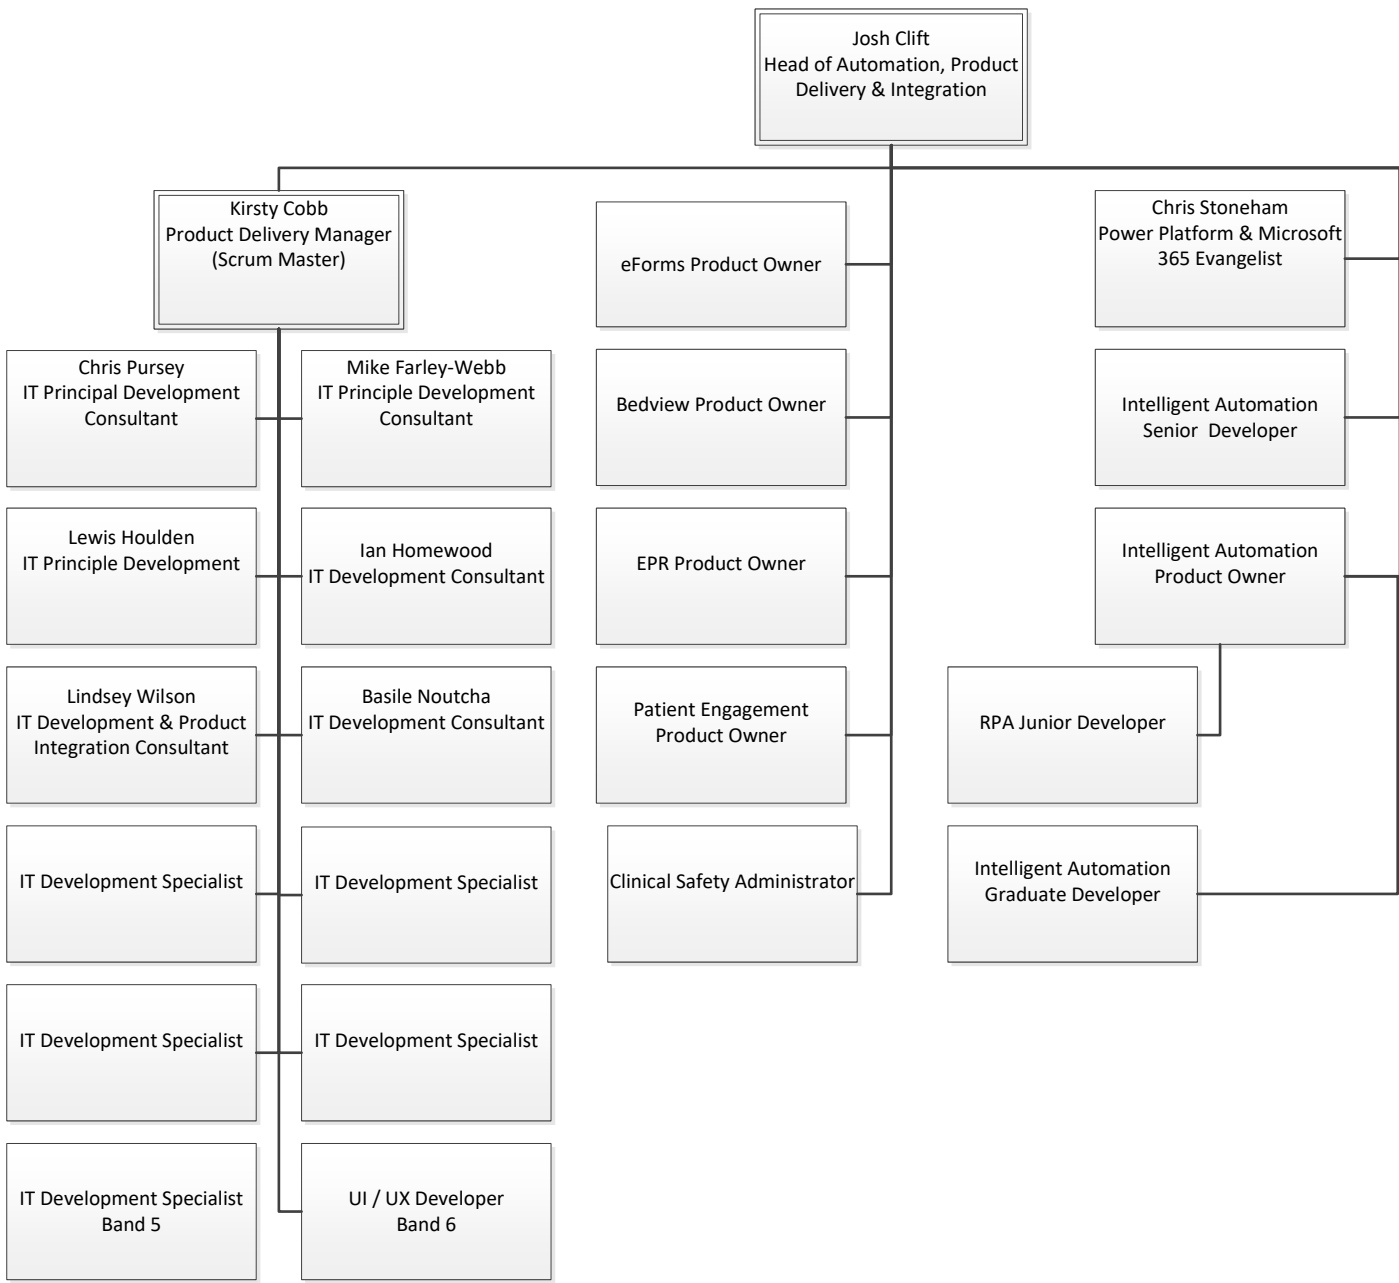 Josh Clift
Head of Automation, Product
Delivery & Integration
Kirsty Cobb
Product Delivery Manager
(Scrum Master)
eForms Product Owner
Chris Stoneham
Power Platform & Microsoft
365 Evangelist
Chris Pursey
IT Principal Development
Consultant
Mike Farley-Webb
IT Principle Development
Consultant
Bedview Product Owner
Intelligent Automation
Senior Developer
Lewis Houlden
IT Principle Development
Ian Homewood
IT Development Consultant
EPR Product Owner
Intelligent Automation
Product Owner
Lindsey Wilson
IT Development & Product
Integration Consultant
Basile Noutcha
IT Development Consultant
Patient Engagement
Product Owner
RPA Junior Developer
IT Development Specialist
IT Development Specialist
Clinical Safety Administrator
Intelligent Automation
Graduate Developer
IT Development Specialist
IT Development Specialist
IT Development Specialist
Band 5
UI / UX Developer
Band 6